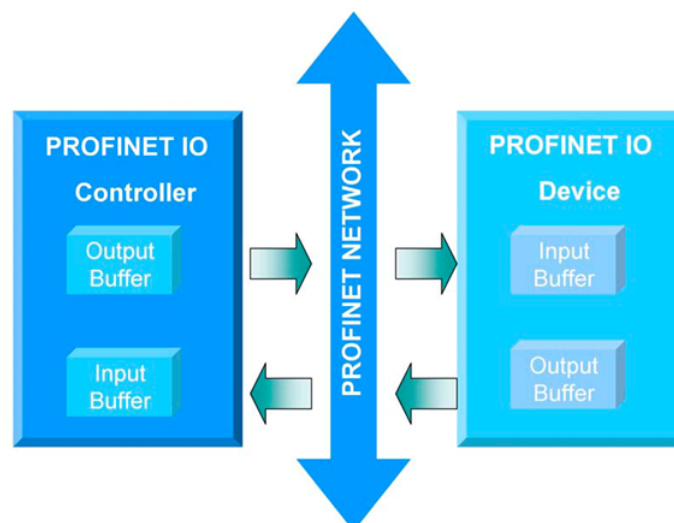 PROFINET IO
Controller
Output
Buffer
Input
Buffer
PROFINET NETWORK
PROFINET IO
Device
Input
Buffer
Output
Buffer